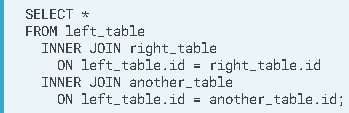 SELECT *
FROM left_table
INNER JOIN right_table
ON left_table.id = right_table.id
INNER JOIN another_table
ON left_table.id = another_table.id;